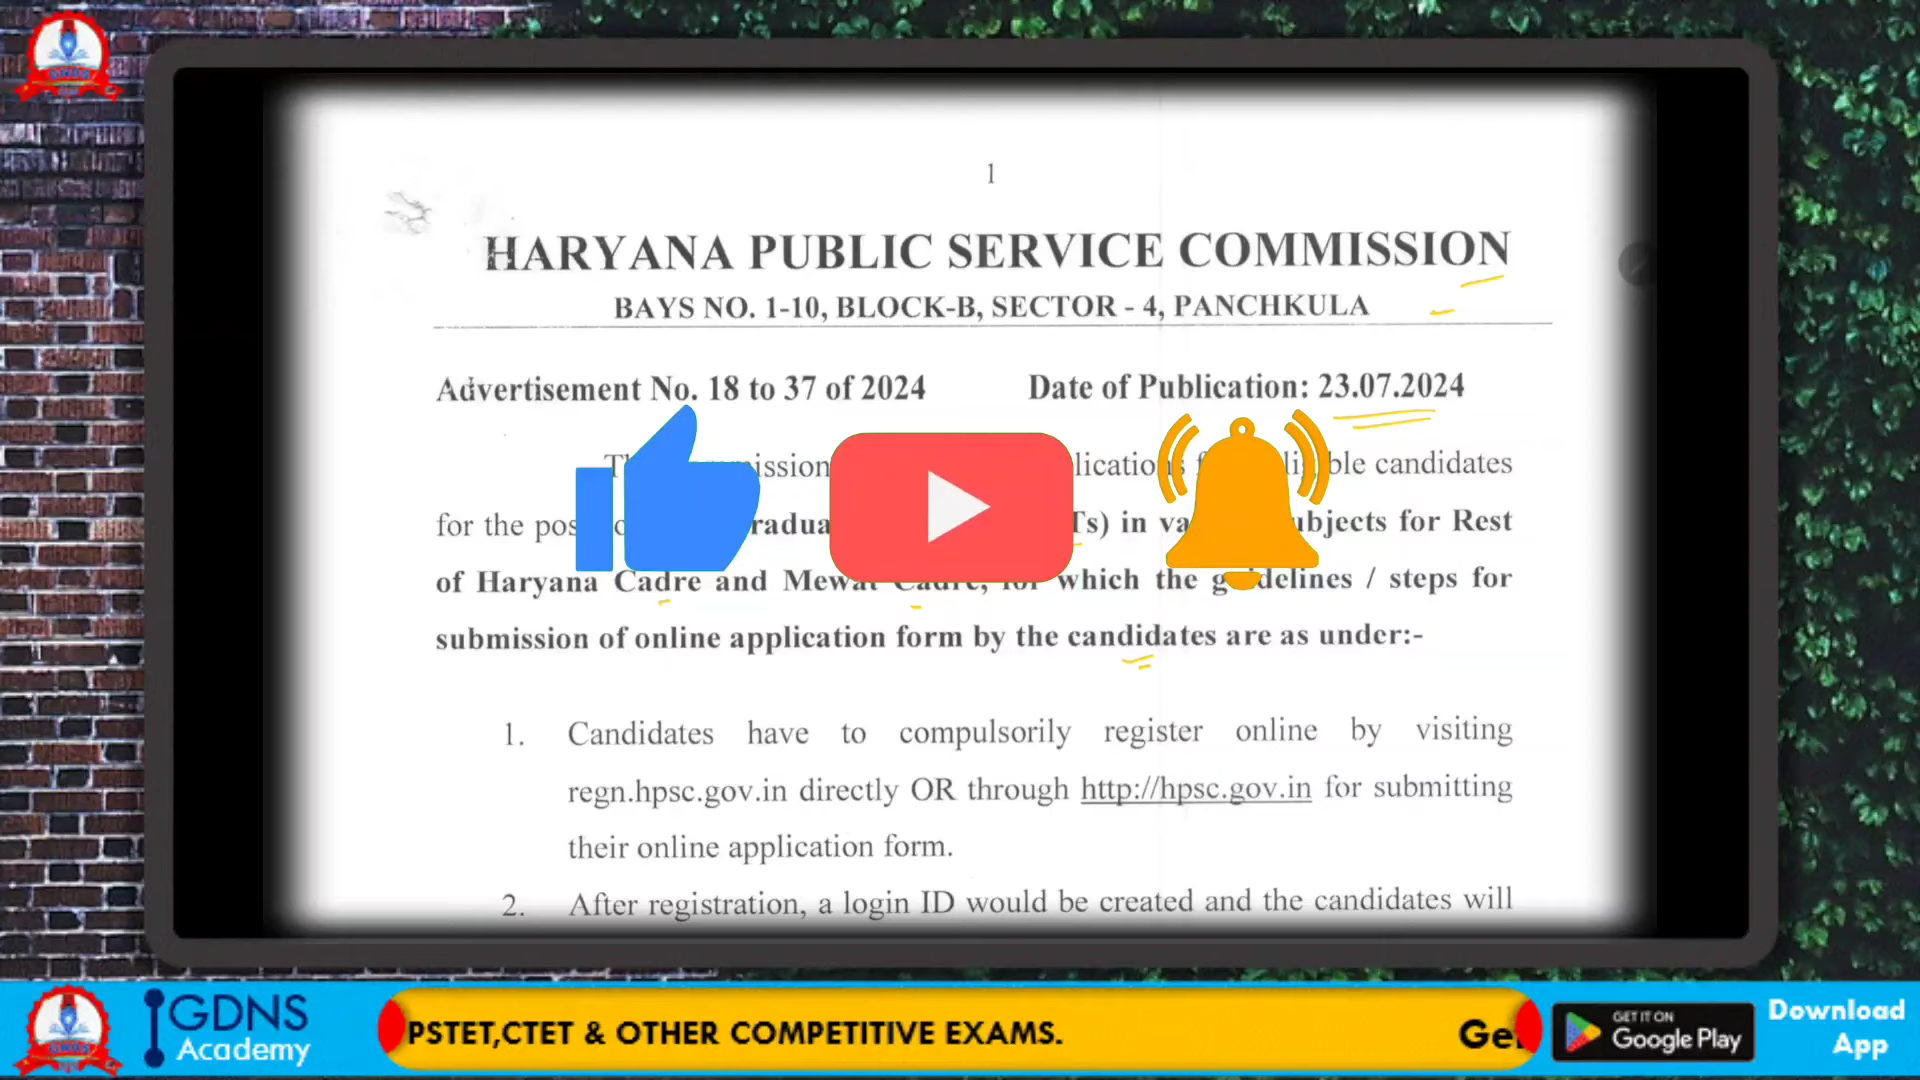 1
HARYANA PUBLIC SERVICE COMMISSION
BAYS NO. 1-10, BLOCK-B, SECTOR - 4, PANCHKULA
Advertisement No. 18 to 37 of 2024 Date of Publication: 23.07.2024
candidates
for the in for Rest
of Haryana Cadre and which the / steps for
submission of online application form by the candidates are as under:-
1. Candidates have to compulsorily register online by visiting
regn.hpsc.gov.in directly OR through http://hpsc.gov.in for submitting
their online application form.
2. After registration, a login ID would be created and the candidates will
GDNS
Academy
PSTET,CTET & OTHER COMPETITIVE EXAMS.
GET IT ON
Google Play
Download
App